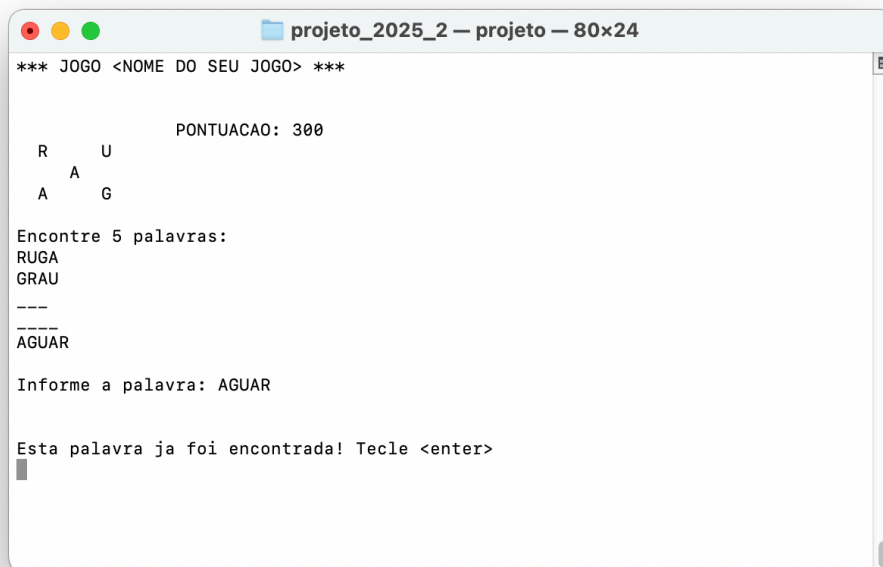 projeto_2025_2 — projeto — 80×24
*** JOGO <NOME DO SEU JOGO> ***
PONTUACAO: 300
R U
A
A G
Encontre 5 palavras:
RUGA
GRAU
___
____
AGUAR
Informe a palavra: AGUAR
Esta palavra ja foi encontrada! Tecle <enter>